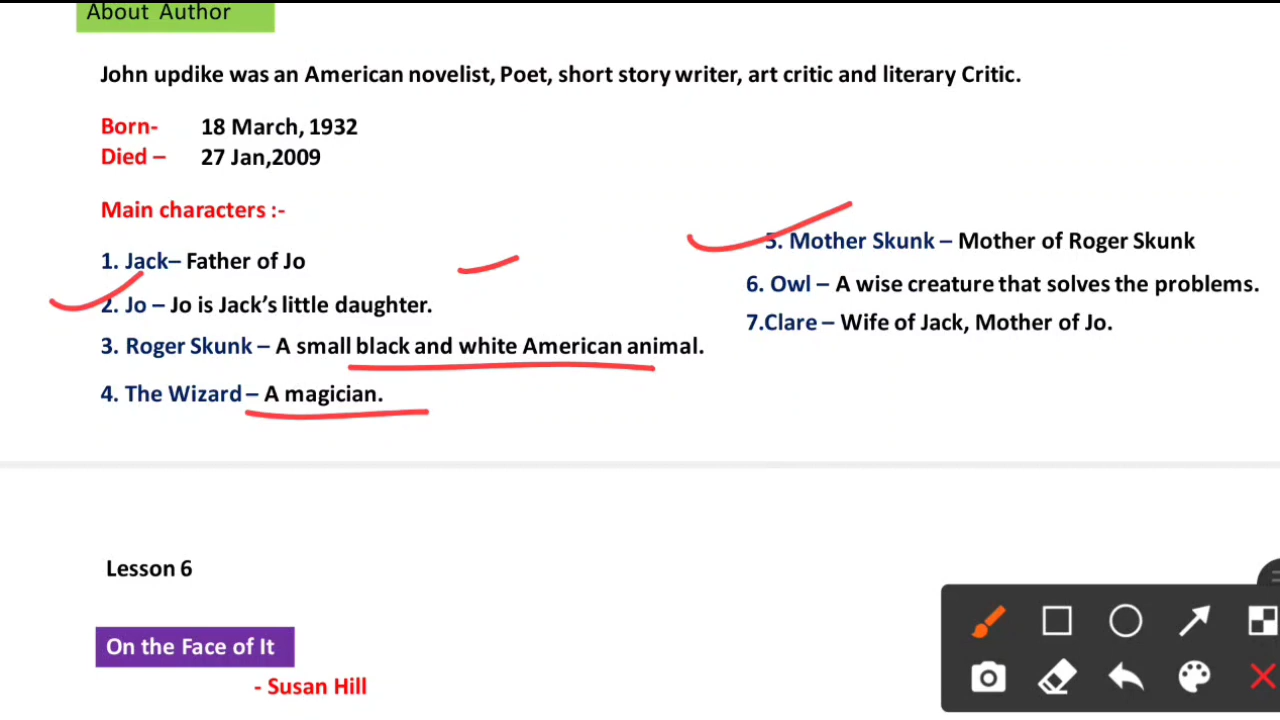 About Author
John updike was an American novelist, Poet, short story writer, art critic and literary Critic.
Born- 18 March, 1932
Died – 27 Jan,2009
Main characters :-
1. Jack– Father of Jo
2. Jo – Jo is Jack's little daughter.
3. Roger Skunk – A small black and white American animal.
4. The Wizard – A magician.
5. Mother Skunk – Mother of Roger Skunk
6. Owl – A wise creature that solves the problems.
7.Clare – Wife of Jack, Mother of Jo.
Lesson 6
On the Face of It
- Susan Hill